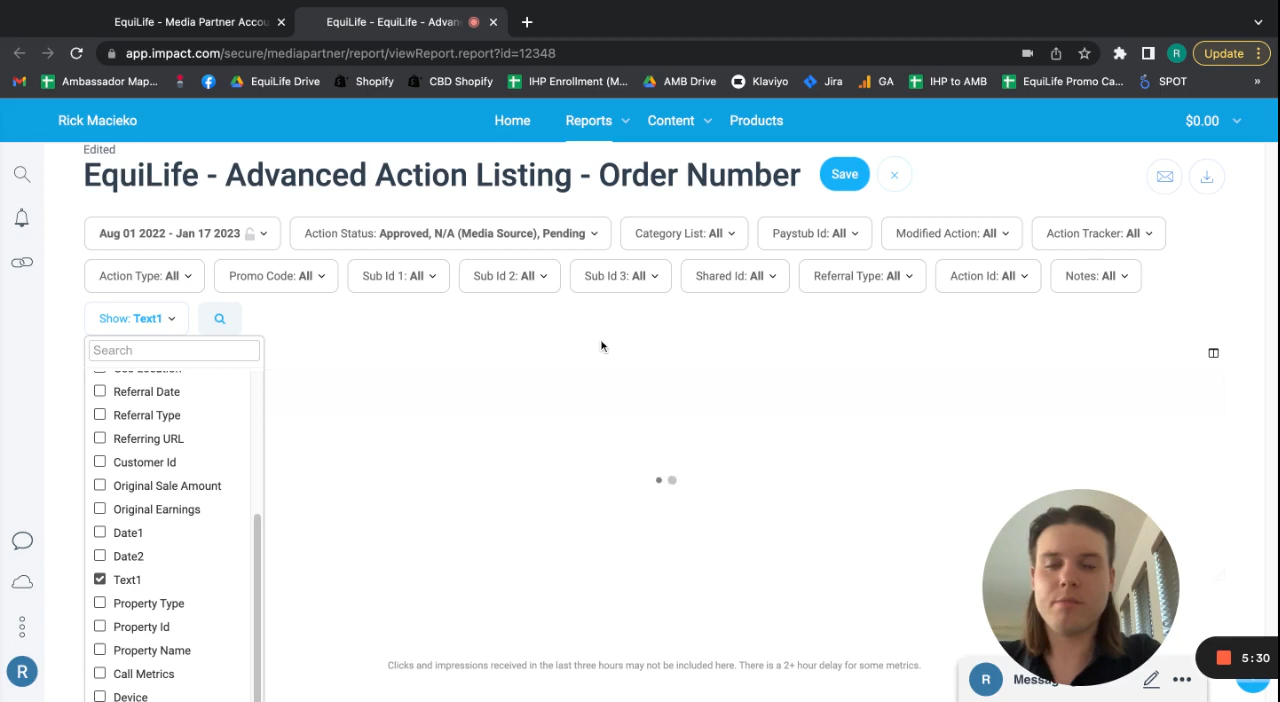 EquiLife - Media Partner Accou
EquiLife - EquiLife - Advan
app.impact.com/secure/mediapartner/report/viewReport.report?id=12348
R
Update
Ambassador Map...
EquiLife Drive
Shopify
CBD Shopify
IHP Enrollment (M...
AMB Drive
Klaviyo
Jira
GA
IHP to AMB
EquiLife Promo Ca...
SPOT
»
Rick Macieko
Home
Reports
Content
Products
$0.00
Edited
EquiLife - Advanced Action Listing - Order Number
Save
Aug 01 2022 - Jan 17 2023
Action Status: Approved, N/A (Media Source), Pending
Category List: All
Paystub Id: All
Modified Action: All
Action Tracker: All
Action Type: All
Promo Code: All
Sub Id 1: All
Sub Id 2: All
Sub Id 3: All
Shared Id: All
Referral Type: All
Action Id: All
Notes: All
Show: Text1
Search
Referral Date
Referral Type
Referring URL
Customer Id
Original Sale Amount
Original Earnings
Date1
Date2
Text1
Property Type
Property Id
Property Name
Call Metrics
Device
Clicks and impressions received in the last three hours may not be included here. There is a 2+ hour delay for some metrics.
R
R
5:30